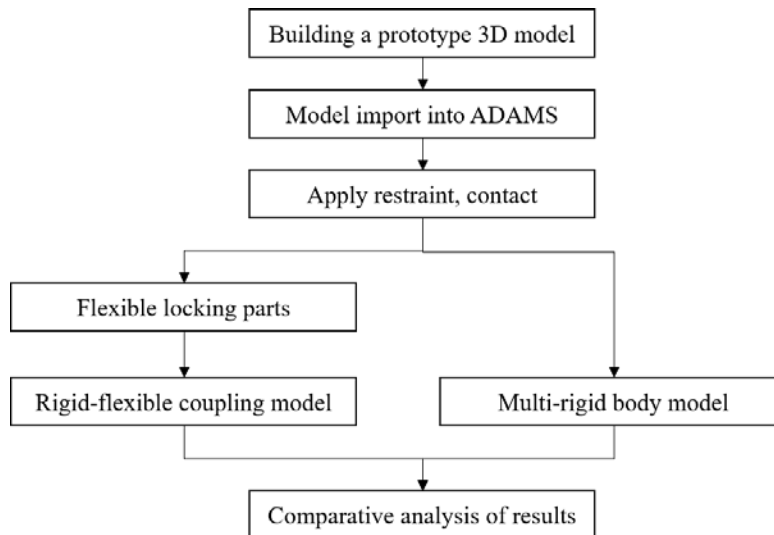 Building a prototype 3D model
Model import into ADAMS
Apply restraint, contact
Flexible locking parts
Rigid-flexible coupling model
Multi-rigid body model
Comparative analysis of results